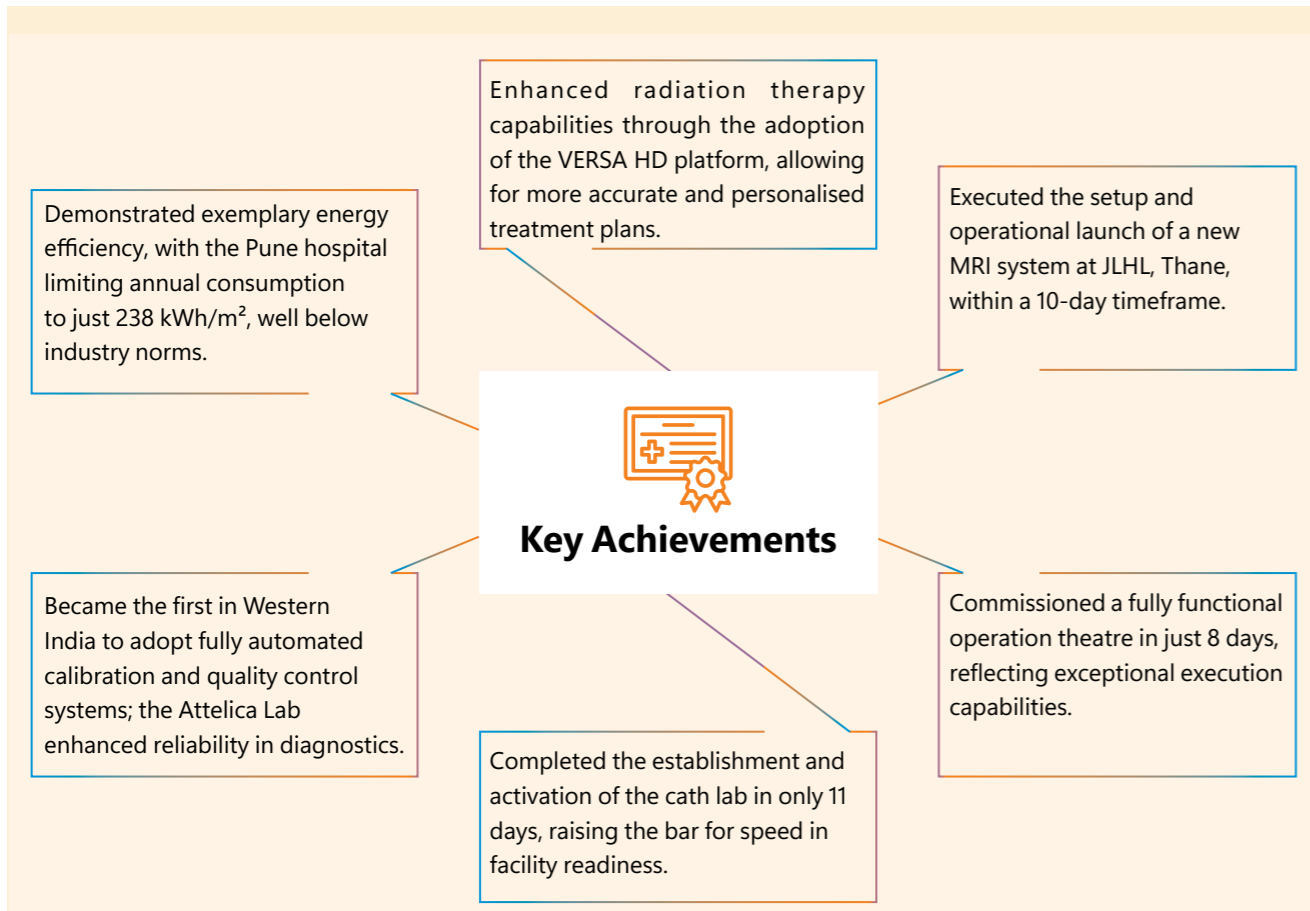 Enhanced radiation therapy
capabilities through the adoption
of the VERSA HD platform, allowing
for more accurate and personalised
treatment plans.
Demonstrated exemplary energy
efficiency, with the Pune hospital
limiting annual consumption
to just 238 kWh/m², well below
industry norms.
Executed the setup and
operational launch of a new
MRI system at JLHL, Thane,
within a 10-day timeframe.
Key Achievements
Became the first in Western
India to adopt fully automated
calibration and quality control
systems; the Attelica Lab
enhanced reliability in diagnostics.
Commissioned a fully functional
operation theatre in just 8 days,
reflecting exceptional execution
capabilities.
Completed the establishment and
activation of the cath lab in only 11
days, raising the bar for speed in
facility readiness.